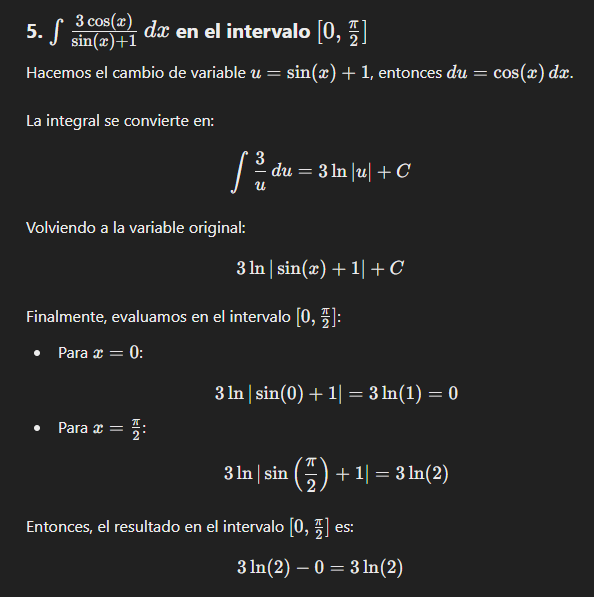 5. ∫ 3 cos(x)/sin(x)+1 dx en el intervalo [0, π/2]
Hacemos el cambio de variable u = sin(x) + 1, entonces du = cos(x) dx.
La integral se convierte en:
∫ 3/u du = 3 ln |u| + C
Volviendo a la variable original:
3 ln | sin(x) + 1| + C
Finalmente, evaluamos en el intervalo [0, π/2]:
• Para x = 0:
3 ln | sin(0) + 1| = 3 ln(1) = 0
• Para x = π/2:
3 ln | sin (π/2) + 1| = 3 ln(2)
Entonces, el resultado en el intervalo [0, π/2] es:
3 ln(2) − 0 = 3 ln(2)